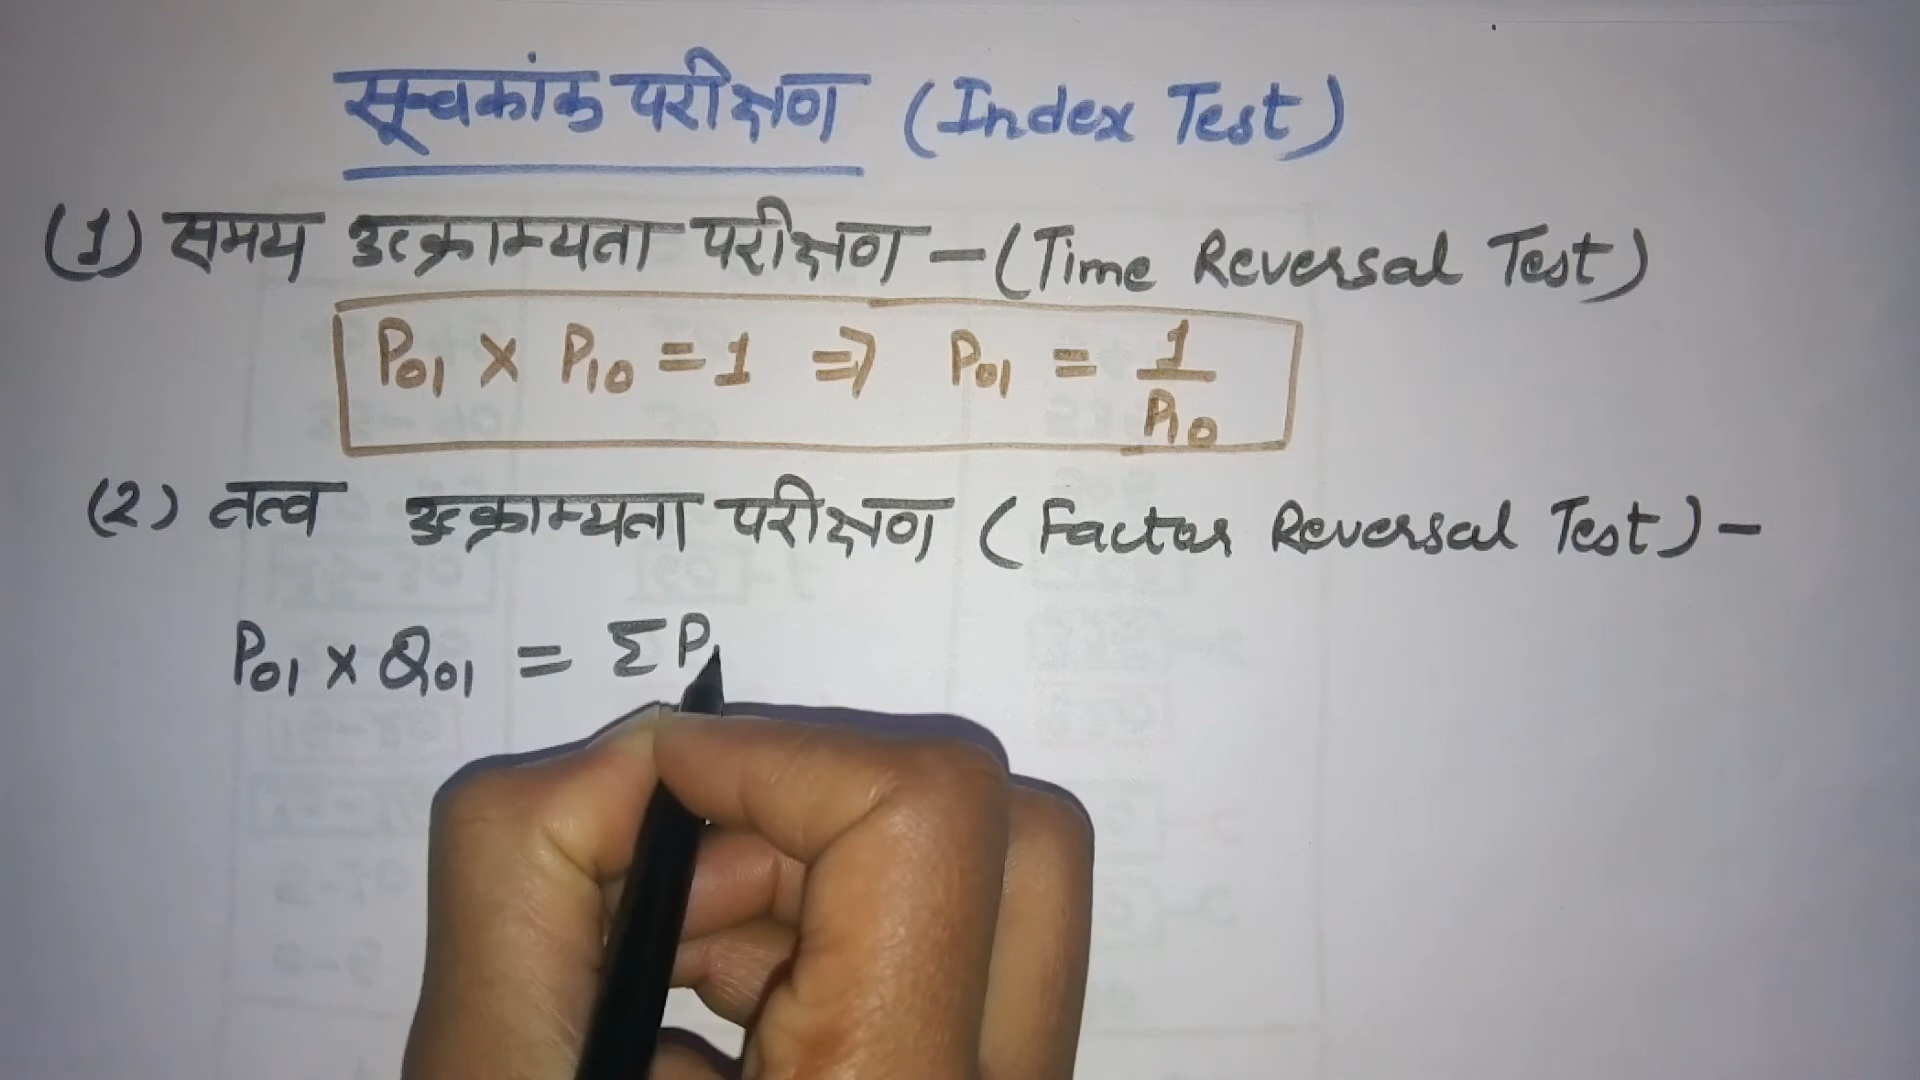 सूचकांक परीक्षण (Index Test)
(1) समय उत्क्राम्यता परीक्षण - (Time Reversal Test)
P01 × P10 = 1 ⇒ P01 = 1/P10
(2) तत्व उत्क्राम्यता परीक्षण (Factor Reversal Test) -
P01 × Q01 = ΣP